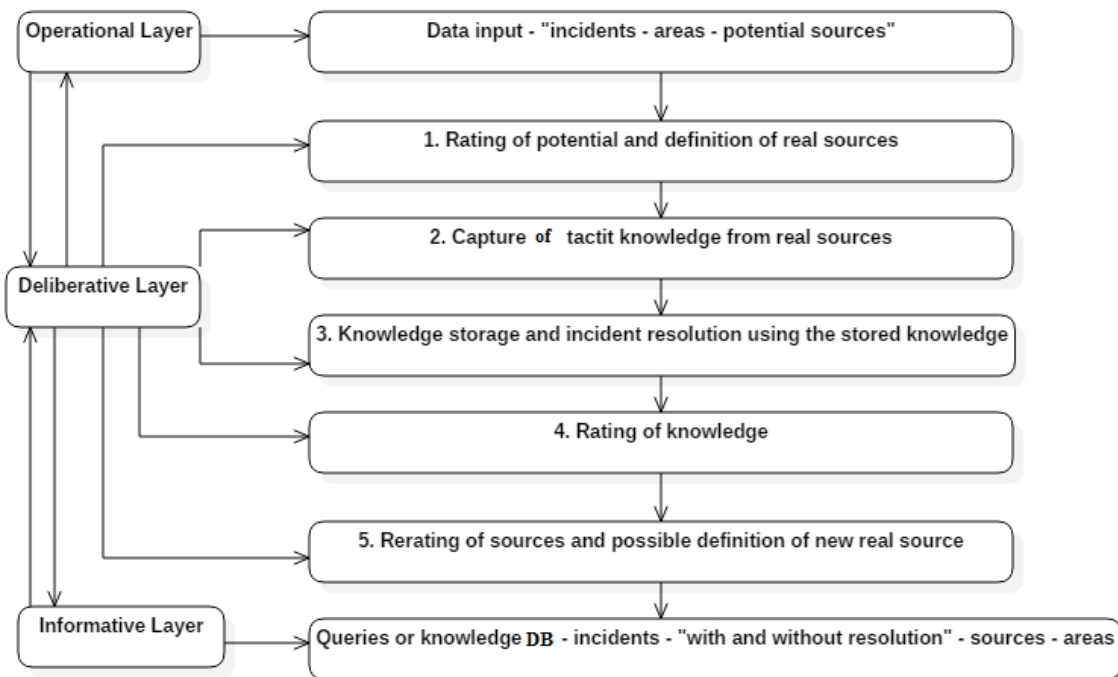 Operational Layer
Data input - "incidents - areas - potential sources"
1. Rating of potential and definition of real sources
2. Capture of tactit knowledge from real sources
Deliberative Layer
3. Knowledge storage and incident resolution using the stored knowledge
4. Rating of knowledge
5. Rerating of sources and possible definition of new real source
Informative Layer
Queries or knowledge DB - incidents - "with and without resolution" - sources - areas